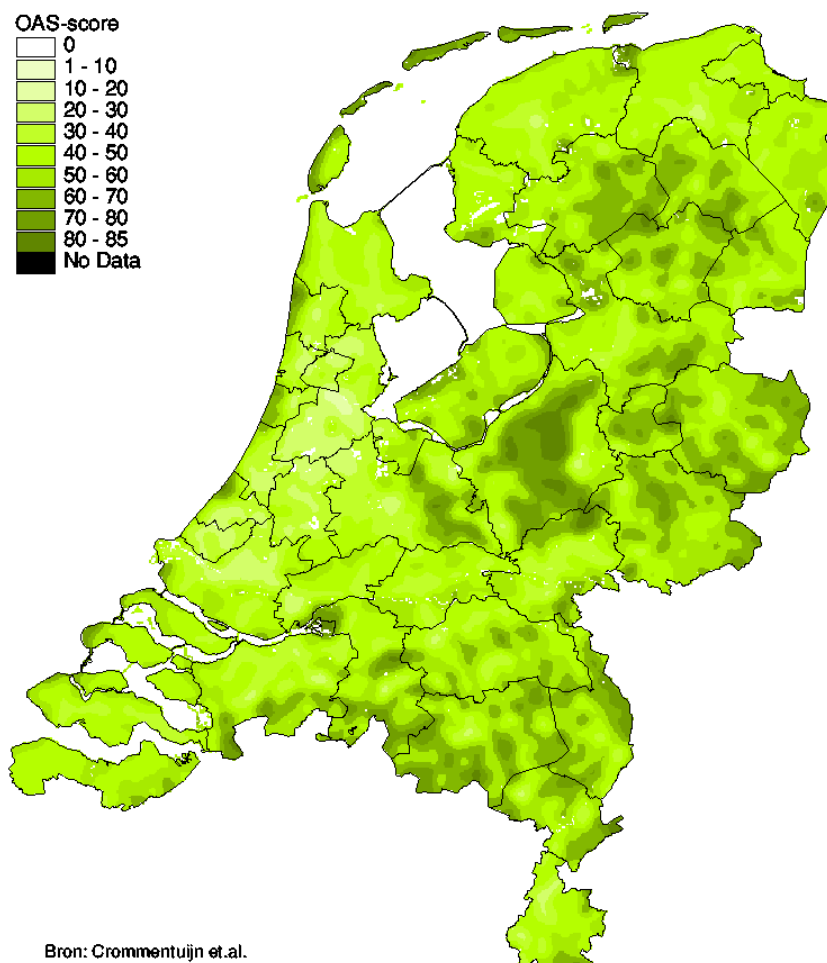 OAS-score
0
1 - 10
10 - 20
20 - 30
30 - 40
40 - 50
50 - 60
60 - 70
70 - 80
80 - 85
No Data
Bron: Crommentuijn et.al.